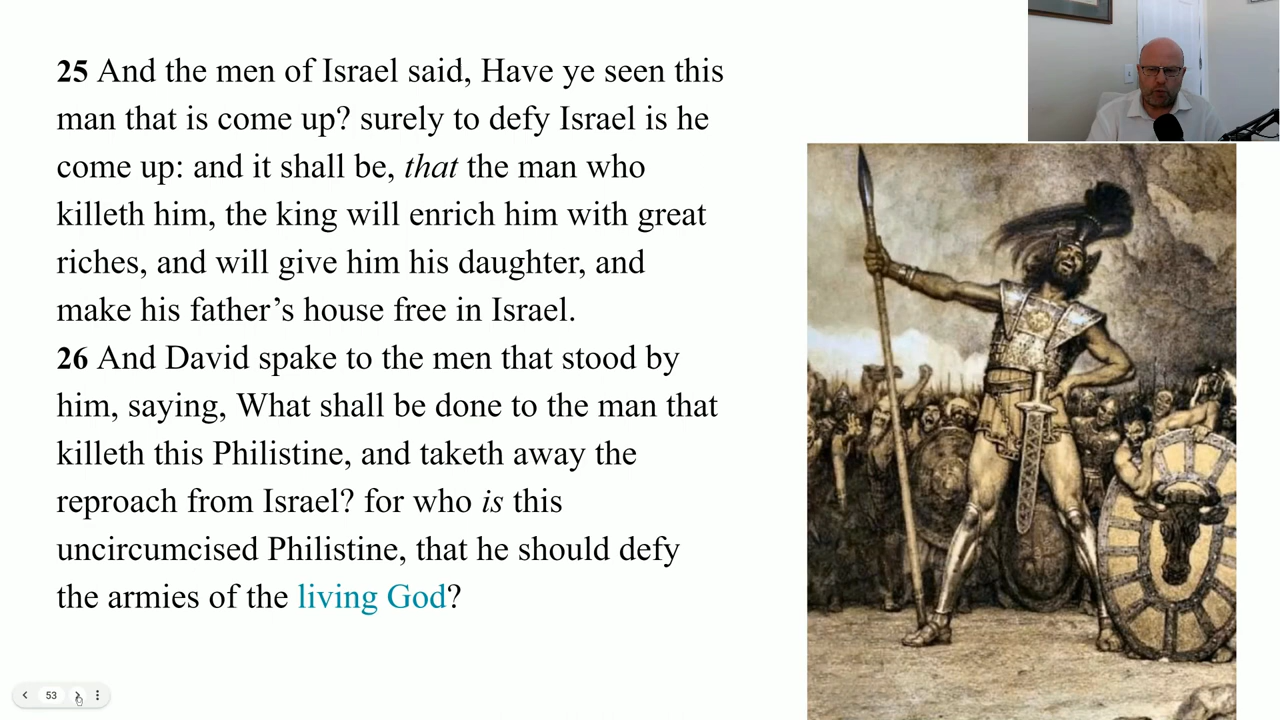 25 And the men of Israel said, Have ye seen this
man that is come up? surely to defy Israel is he
come up: and it shall be, that the man who
killeth him, the king will enrich him with great
riches, and will give him his daughter, and
make his father’s house free in Israel.
26 And David spake to the men that stood by
him, saying, What shall be done to the man that
killeth this Philistine, and taketh away the
reproach from Israel? for who is this
uncircumcised Philistine, that he should defy
the armies of the living God?
53